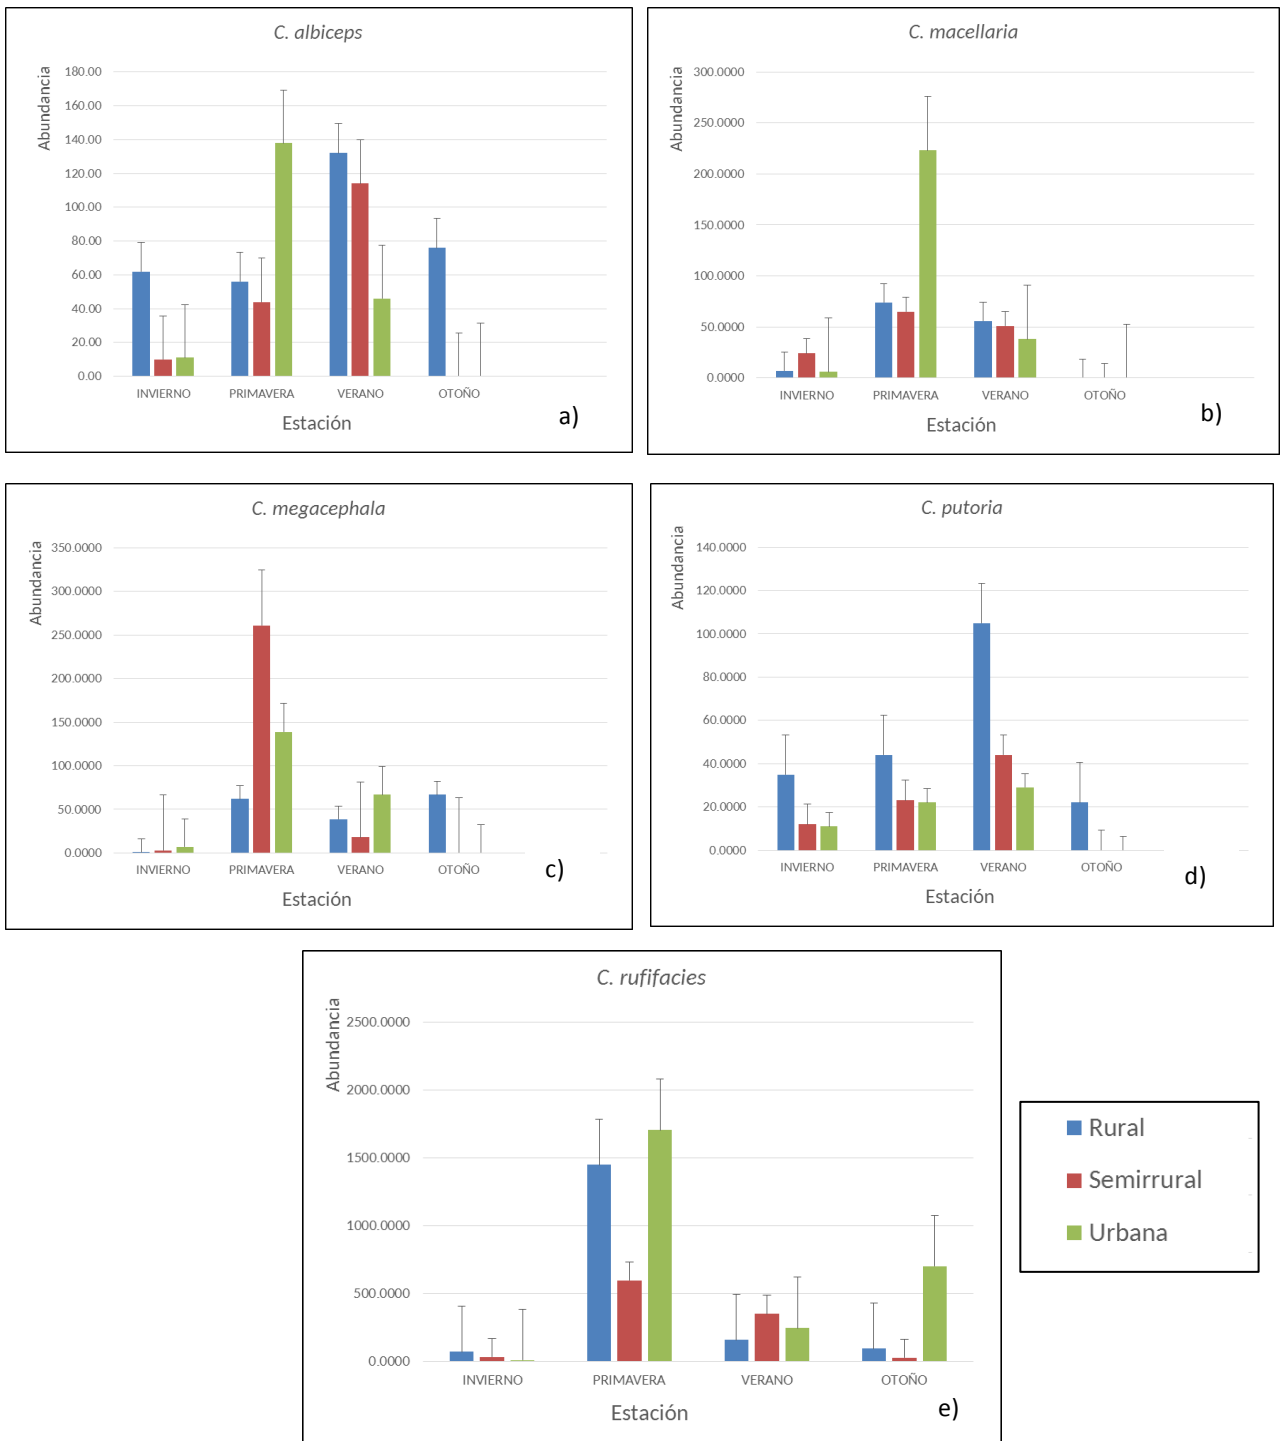 C. albiceps
Abundancia
180.00
160.00
140.00
120.00
100.00
80.00
60.00
40.00
20.00
0.00
INVIERNO PRIMAVERA VERANO OTOÑO
Estación
a)
C. macellaria
Abundancia
300.0000
250.0000
200.0000
150.0000
100.0000
50.0000
0.0000
INVIERNO PRIMAVERA VERANO OTOÑO
Estación
b)
C. megacephala
Abundancia
350.0000
300.0000
250.0000
200.0000
150.0000
100.0000
50.0000
0.0000
INVIERNO PRIMAVERA VERANO OTOÑO
Estación
c)
C. putoria
Abundancia
140.0000
120.0000
100.0000
80.0000
60.0000
40.0000
20.0000
0.0000
INVIERNO PRIMAVERA VERANO OTOÑO
Estación
d)
C. rufifacies
Abundancia
2500.0000
2000.0000
1500.0000
1000.0000
500.0000
0.0000
INVIERNO PRIMAVERA VERANO OTOÑO
Estación
e)
Rural
Semirrural
Urbana